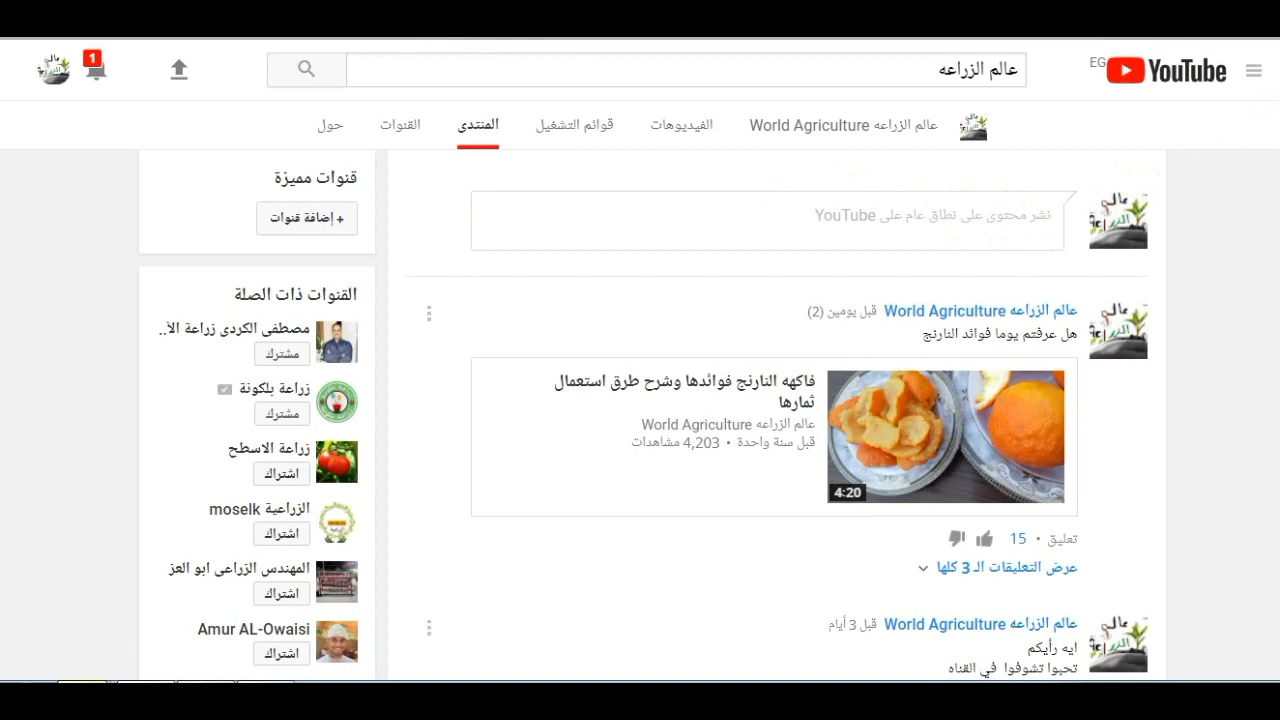 YouTube EG
عالم الزراعه
1
عالم الزراعه World Agriculture
الفيديوهات
قوائم التشغيل
المنتدى
القنوات
حول
نشر محتوى على نطاق عام على YouTube
عالم الزراعه World Agriculture قبل يومين (2)
هل عرفتم يوما فوائد النارنج
فاكهه النارنج فوائدها وشرح طرق استعمال
ثمارها
عالم الزراعه World Agriculture
قبل سنة واحدة • 4,203 مشاهدات
4:20
تعليق • 15
عرض التعليقات الـ 3 كلها
عالم الزراعه World Agriculture قبل 3 أيام
ايه رأيكم
تحبوا تشوفوا في القناه
قنوات مميزة
+ إضافة قنوات
القنوات ذات الصلة
مصطفى الكردى زراعة الأ..
مشترك
زراعة بلكونة
مشترك
زراعة الاسطح
اشتراك
الزراعية moselk
اشتراك
المهندس الزراعى ابو العز
اشتراك
Amur AL-Owaisi
اشتراك